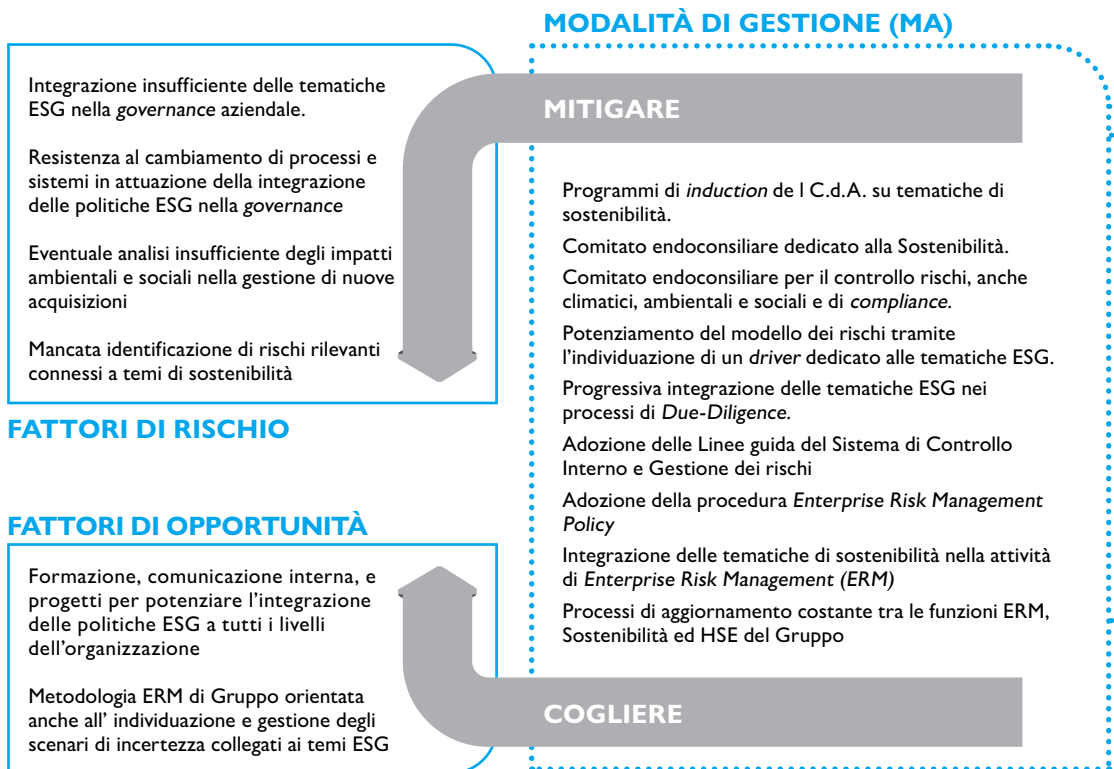 MODALITÀ DI GESTIONE (MA)
Integrazione insufficiente delle tematiche
ESG nella governance aziendale.
Resistenza al cambiamento di processi e
sistemi in attuazione della integrazione
delle politiche ESG nella governance
Eventuale analisi insufficiente degli impatti
ambientali e sociali nella gestione di nuove
acquisizioni
Mancata identificazione di rischi rilevanti
connessi a temi di sostenibilità
FATTORI DI RISCHIO
FATTORI DI OPPORTUNITÀ
Formazione, comunicazione interna, e
progetti per potenziare l'integrazione
delle politiche ESG a tutti i livelli
dell'organizzazione
Metodologia ERM di Gruppo orientata
anche all' individuazione e gestione degli
scenari di incertezza collegati ai temi ESG
MITIGARE
Programmi di induction de l C.d.A. su tematiche di
sostenibilità.
Comitato endoconsiliare dedicato alla Sostenibilità.
Comitato endoconsiliare per il controllo rischi, anche
climatici, ambientali e sociali e di compliance.
Potenziamento del modello dei rischi tramite
l'individuazione di un driver dedicato alle tematiche ESG.
Progressiva integrazione delle tematiche ESG nei
processi di Due-Diligence.
Adozione delle Linee guida del Sistema di Controllo
Interno e Gestione dei rischi
Adozione della procedura Enterprise Risk Management
Policy
Integrazione delle tematiche di sostenibilità nella attività
di Enterprise Risk Management (ERM)
Processi di aggiornamento costante tra le funzioni ERM,
Sostenibilità ed HSE del Gruppo
COGLIERE